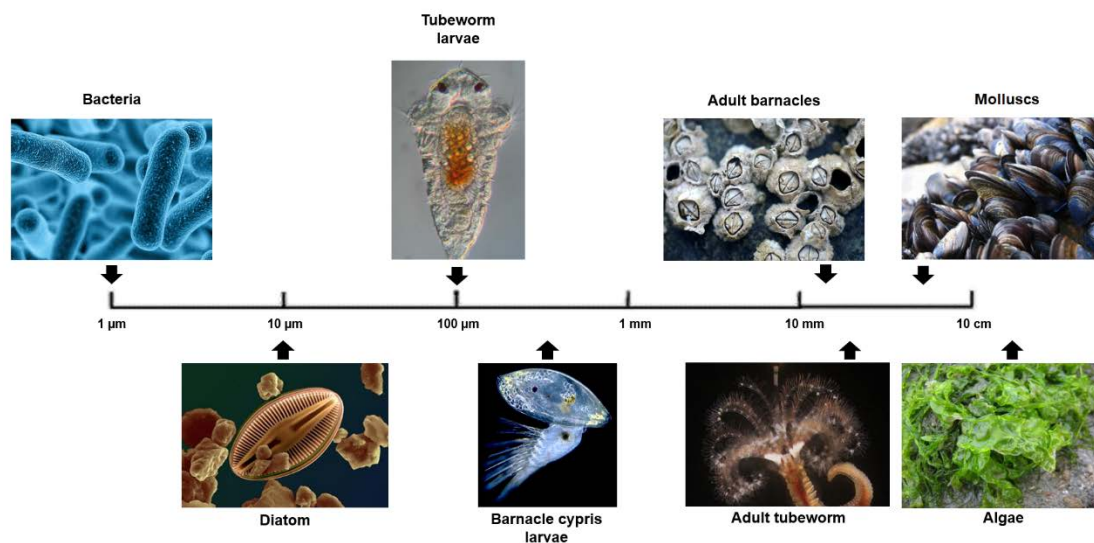 Tubeworm
larvae
Bacteria
Adult barnacles
Molluscs
1 µm
10 µm
100 µm
1 mm
10 mm
10 cm
Diatom
Barnacle cypris
larvae
Adult tubeworm
Algae